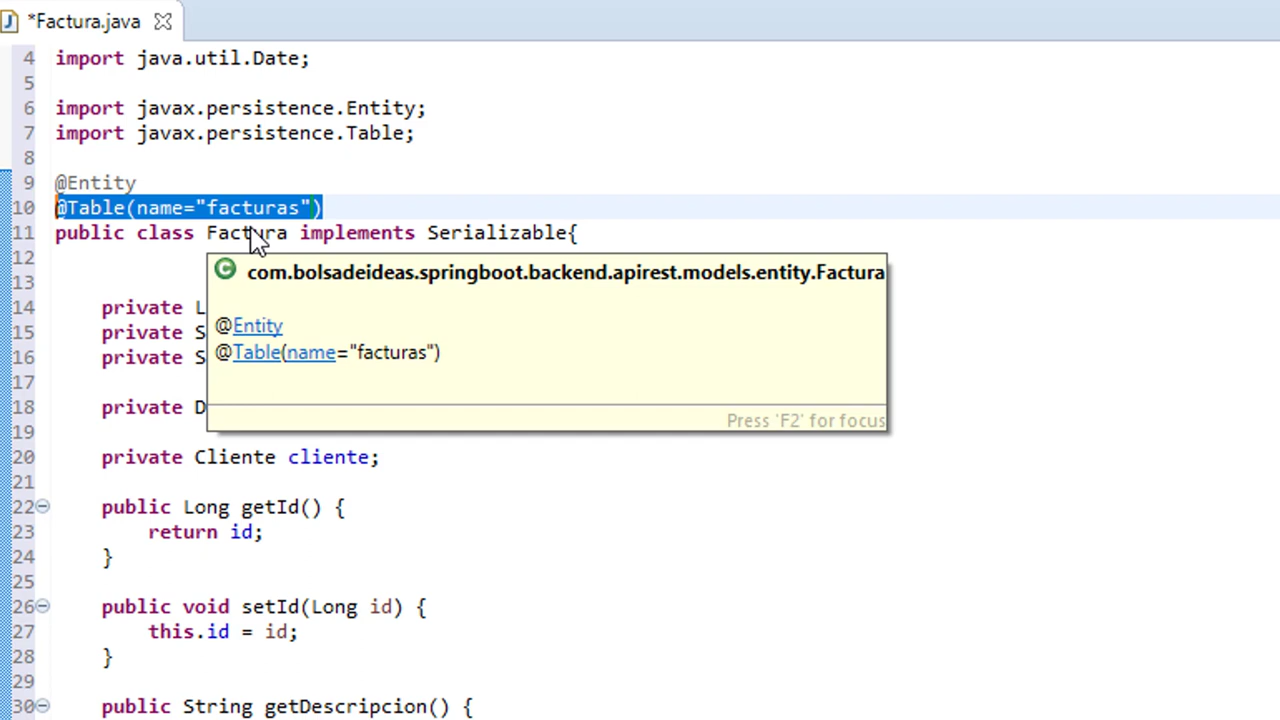 *Factura.java
4 import java.util.Date;
5
6 import javax.persistence.Entity;
7 import javax.persistence.Table;
8
9 @Entity
10 @Table(name="facturas")
11 public class Factura implements Serializable{
12
com.bolsadeideas.springboot.backend.apirest.models.entity.Factura
13
14 private L
@Entity
15 private S
@Table(name="facturas")
16 private S
17
18 private D
Press 'F2' for focus
19
20 private Cliente cliente;
21
22 public Long getId() {
23 return id;
24 }
25
26 public void setId(Long id) {
27 this.id = id;
28 }
29
30 public String getDescripcion() {